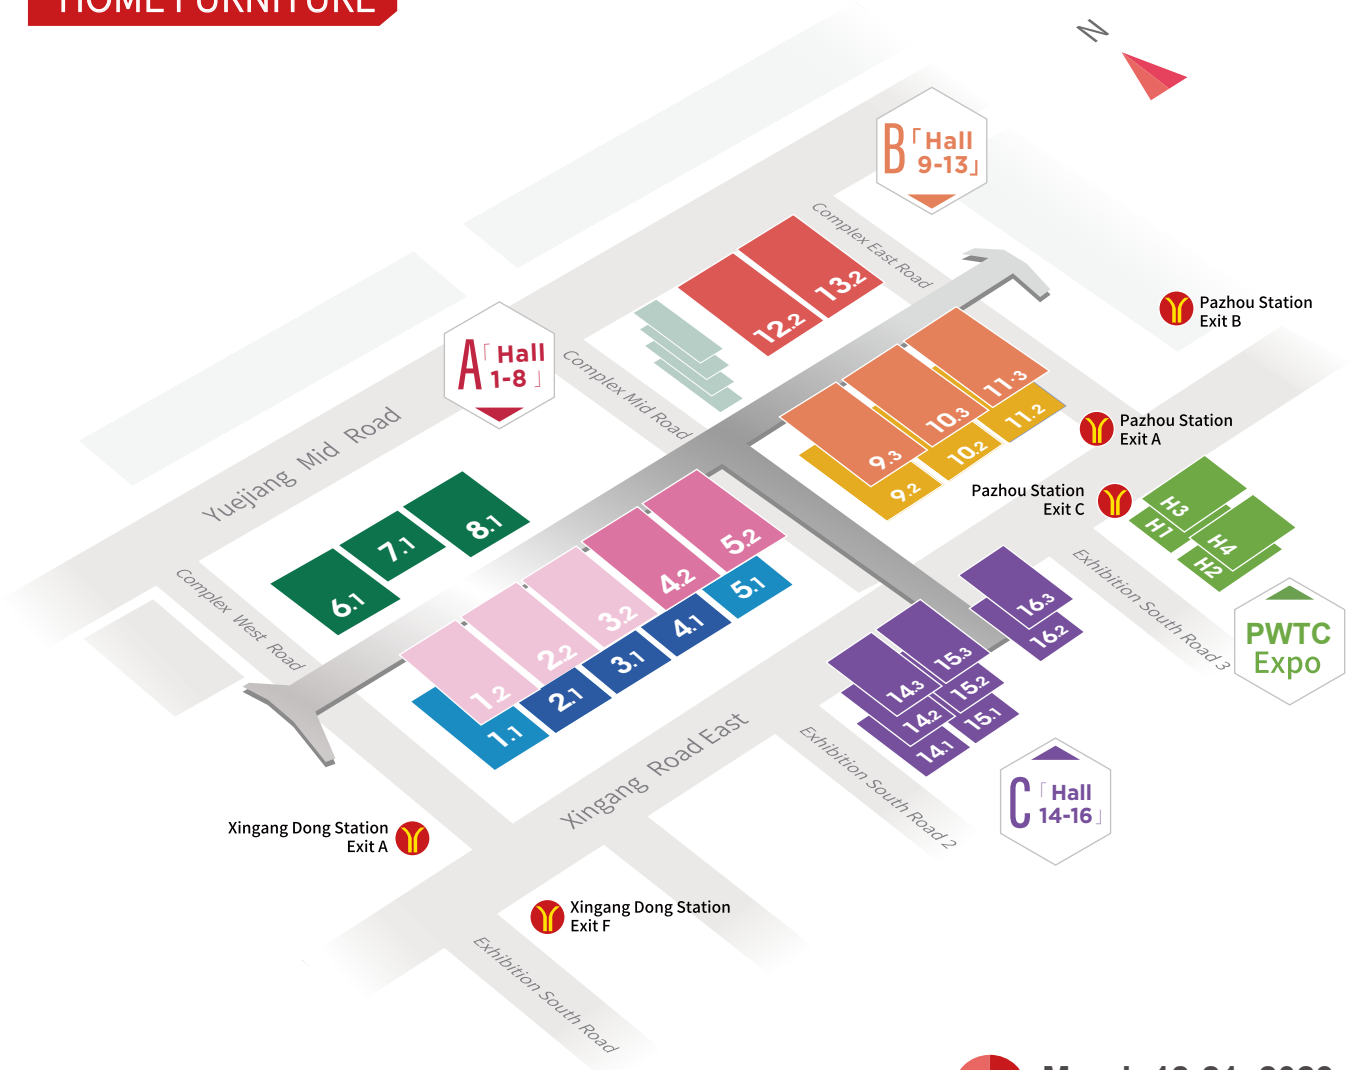 HOME FURNITURE
N
B「Hall
9-13」
Complex East Road
13.2
12.2
Pazhou Station
Exit B
A「Hall
1-8」
Complex Mid Road
Yuejiang Mid Road
11.3
10.3
9.3
11.2
10.2
9.2
Pazhou Station
Exit A
Pazhou Station
Exit C
H3
H1
H4
H2
8.1
7.1
6.1
5.2
4.2
3.2
2.2
1.2
5.1
4.1
3.1
2.1
1.1
Complex West Road
Exhibition South Road 3
PWTC
Expo
16.3
16.2
15.3
15.2
15.1
14.3
14.2
14.1
Xingang Road East
Exhibition South Road 2
C「Hall
14-16」
Xingang Dong Station
Exit A
Xingang Dong Station
Exit F
Exhibition South Road